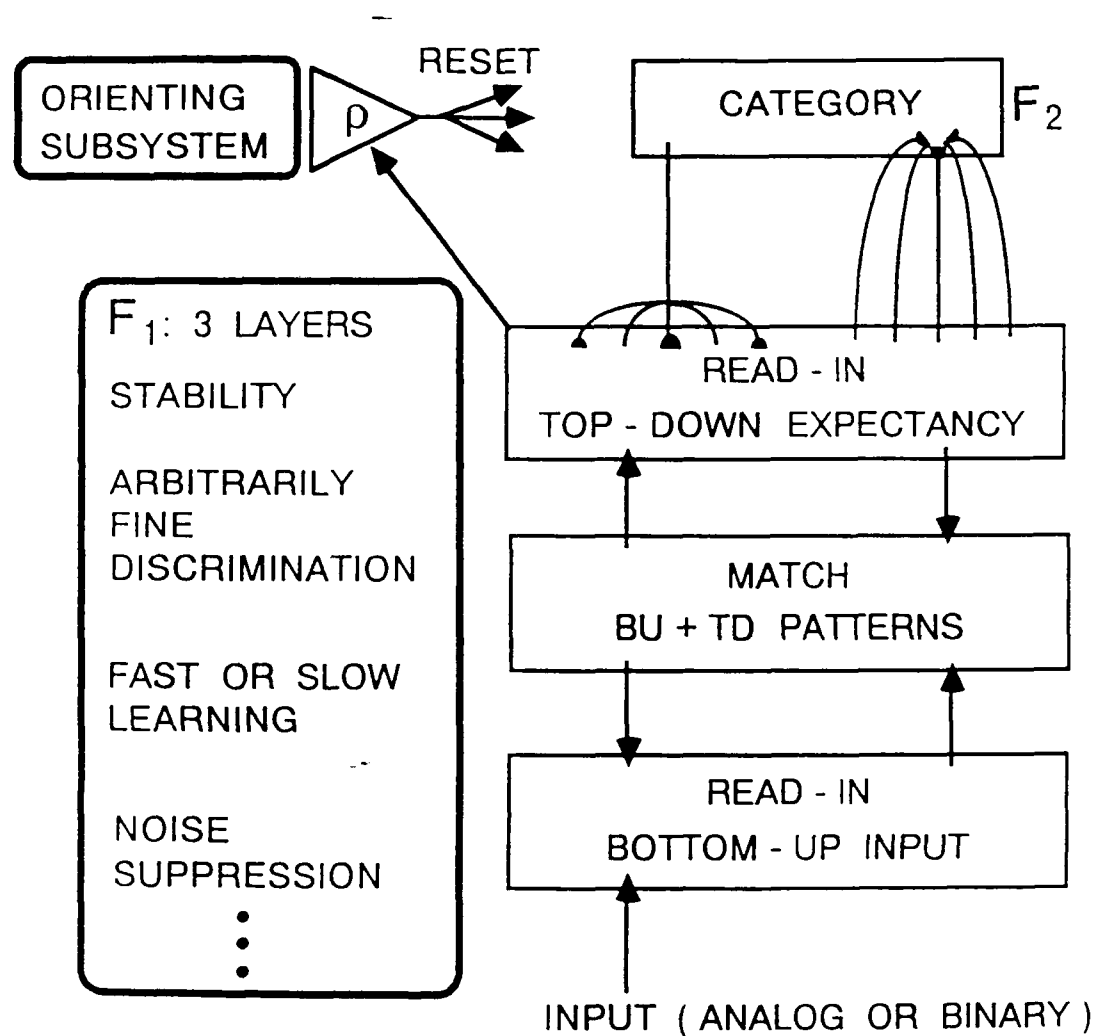 ORIENTING
SUBSYSTEM
ρ
RESET
CATEGORY
F2
F1: 3 LAYERS
STABILITY
ARBITRARILY
FINE
DISCRIMINATION
FAST OR SLOW
LEARNING
NOISE
SUPPRESSION
READ - IN
TOP - DOWN EXPECTANCY
MATCH
BU + TD PATTERNS
READ - IN
BOTTOM - UP INPUT
INPUT ( ANALOG OR BINARY )